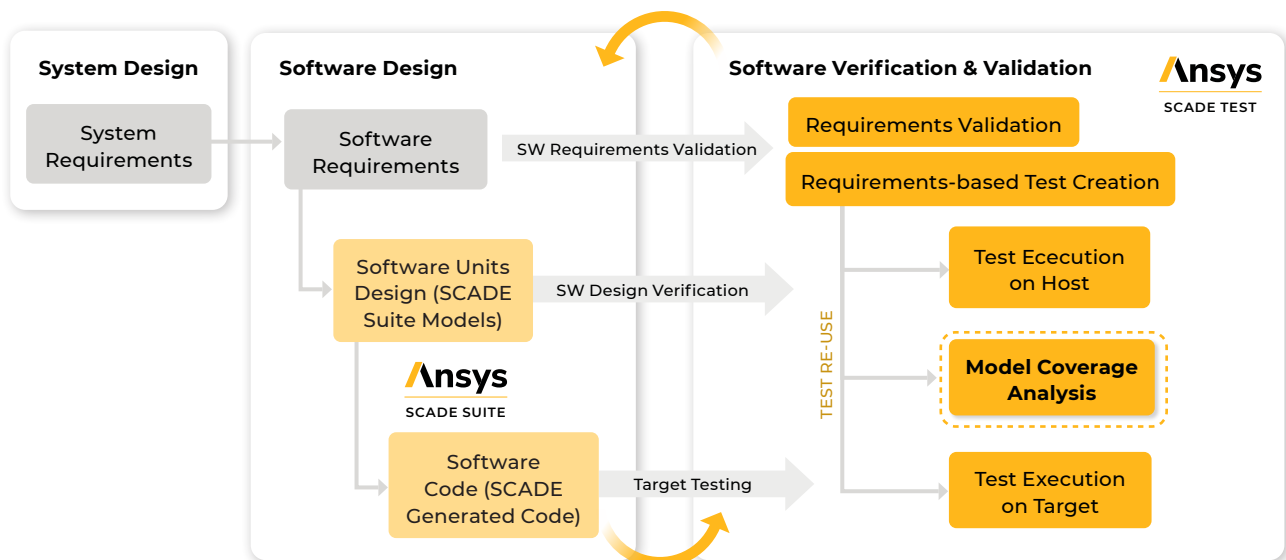 System Design
System
Requirements
Software Design
Software
Requirements
SW Requirements Validation
Software Units
Design (SCADE
Suite Models)
SW Design Verification
Ansys
SCADE SUITE
Software
Code (SCADE
Generated Code)
Target Testing
Software Verification & Validation
Ansys
SCADE TEST
Requirements Validation
Requirements-based Test Creation
TEST RE-USE
Test Ececution
on Host
Model Coverage
Analysis
Test Execution
on Target